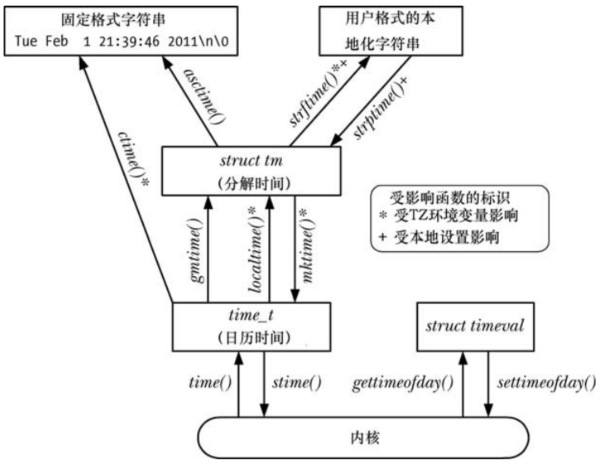 固定格式字符串
Tue Feb  1 21:39:46 2011\n\0
用户格式的本
地化字符串
asctime()
strftime()*+
strptime()+
ctime()*
struct tm
(分解时间)
受影响函数的标识
* 受TZ环境变量影响
+ 受本地设置影响
gmtime()
localtime()*
mktime()*
time_t
(日历时间)
struct timeval
time()
stime()
gettimeofday()
settimeofday()
内核